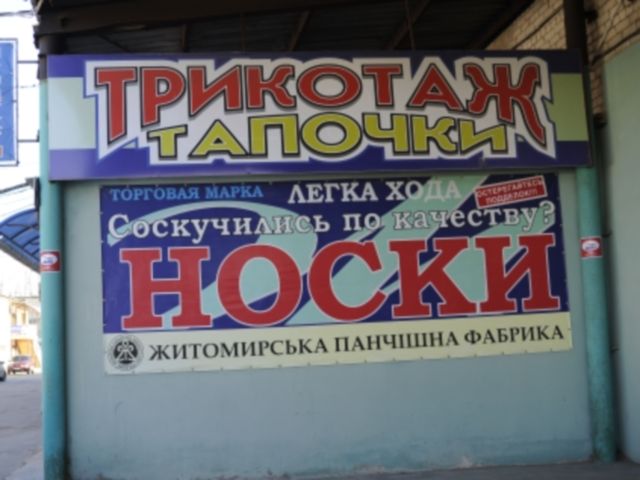 ТРИКОТАЖ
ТАПОЧКИ
ТОРГОВАЯ МАРКА ЛЕГКА ХОДА
ОСТЕРЕГАЙТЕСЬ
ПОДДЕЛОК!!!
Соскучились по качеству?
НОСКИ
ЖИТОМИРСЬКА ПАНЧІШНА ФАБРИКА